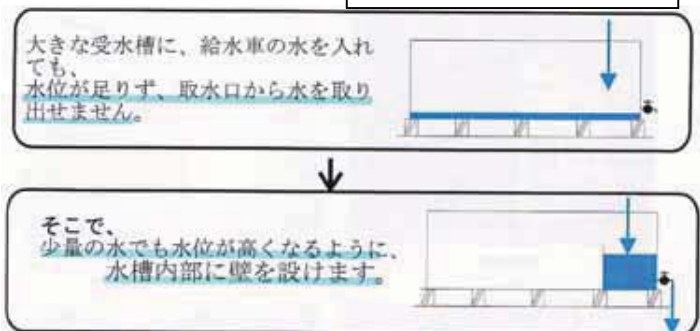 大きな受水槽に、給水車の水を入れ
ても、
水位が足りず、取水口から水を取り
出せません。
そこで、
少量の水でも水位が高くなるように、
水槽内部に壁を設けます。